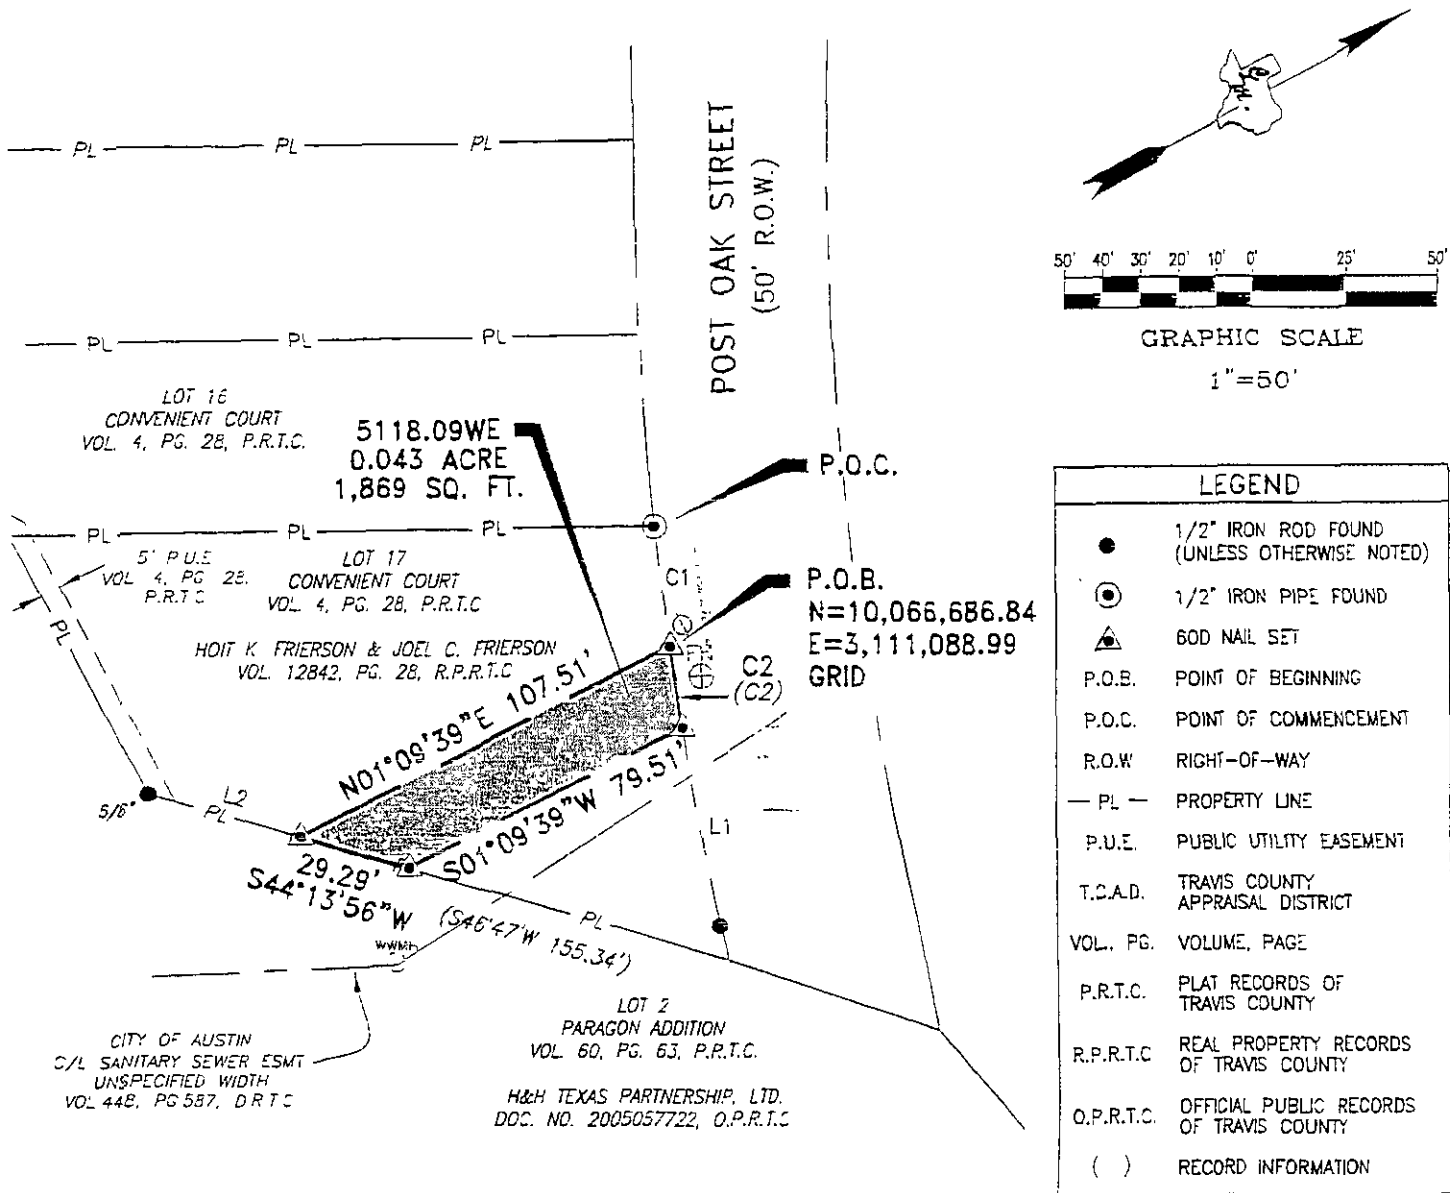 PL PL PL
POST OAK STREET
(50' R.O.W.)
50' 40' 30' 20' 10' 0' 25' 50'
GRAPHIC SCALE
1"=50'
PL PL PL
LOT 16
CONVENIENT COURT
VOL. 4, PG. 28, P.R.T.C.
5118.09WE
0.043 ACRE
1,869 SQ. FT.
P.O.C.
PL PL PL
5' P.U.E
VOL 4, PG 28,
P.R.T.C
LOT 17
CONVENIENT COURT
VOL. 4, PG. 28, P.R.T.C
HOIT K FRIERSON & JOEL C. FRIERSON
VOL. 12842, PG. 28, R.P.R.T.C
PL
C1
P.O.B.
N=10,066,686.84
E=3,111,088.99
GRID
C2
(C2)
N01°09'39"E 107.51'
S01°09'39"W 79.51'
5/8"
L2
PL
L1
29.29'
S44°13'56"W
PL
(S46°47'W 155.34')
WWMH
CITY OF AUSTIN
C/L SANITARY SEWER ESMT
UNSPECIFIED WIDTH
VOL 448, PG 587, D R T C
LOT 2
PARAGON ADDITION
VOL. 60, PG. 63, P.R.T.C.
H&H TEXAS PARTNERSHIP, LTD.
DOC. NO. 2005057722, O.P.R.T.C
LEGEND
1/2" IRON ROD FOUND
(UNLESS OTHERWISE NOTED)
1/2" IRON PIPE FOUND
60D NAIL SET
P.O.B. POINT OF BEGINNING
P.O.C. POINT OF COMMENCEMENT
R.O.W RIGHT-OF-WAY
— PL — PROPERTY LINE
P.U.E. PUBLIC UTILITY EASEMENT
T.C.A.D. TRAVIS COUNTY
APPRAISAL DISTRICT
VOL., PG. VOLUME, PAGE
P.R.T.C. PLAT RECORDS OF
TRAVIS COUNTY
R.P.R.T.C REAL PROPERTY RECORDS
OF TRAVIS COUNTY
O.P.R.T.C. OFFICIAL PUBLIC RECORDS
OF TRAVIS COUNTY
( ) RECORD INFORMATION